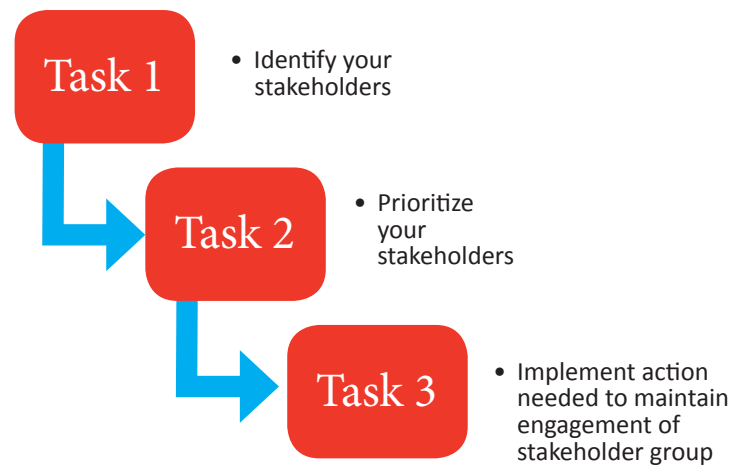 Task 1
• Identify your
stakeholders
Task 2
• Prioritize
your
stakeholders
Task 3
• Implement action
needed to maintain
engagement of
stakeholder group